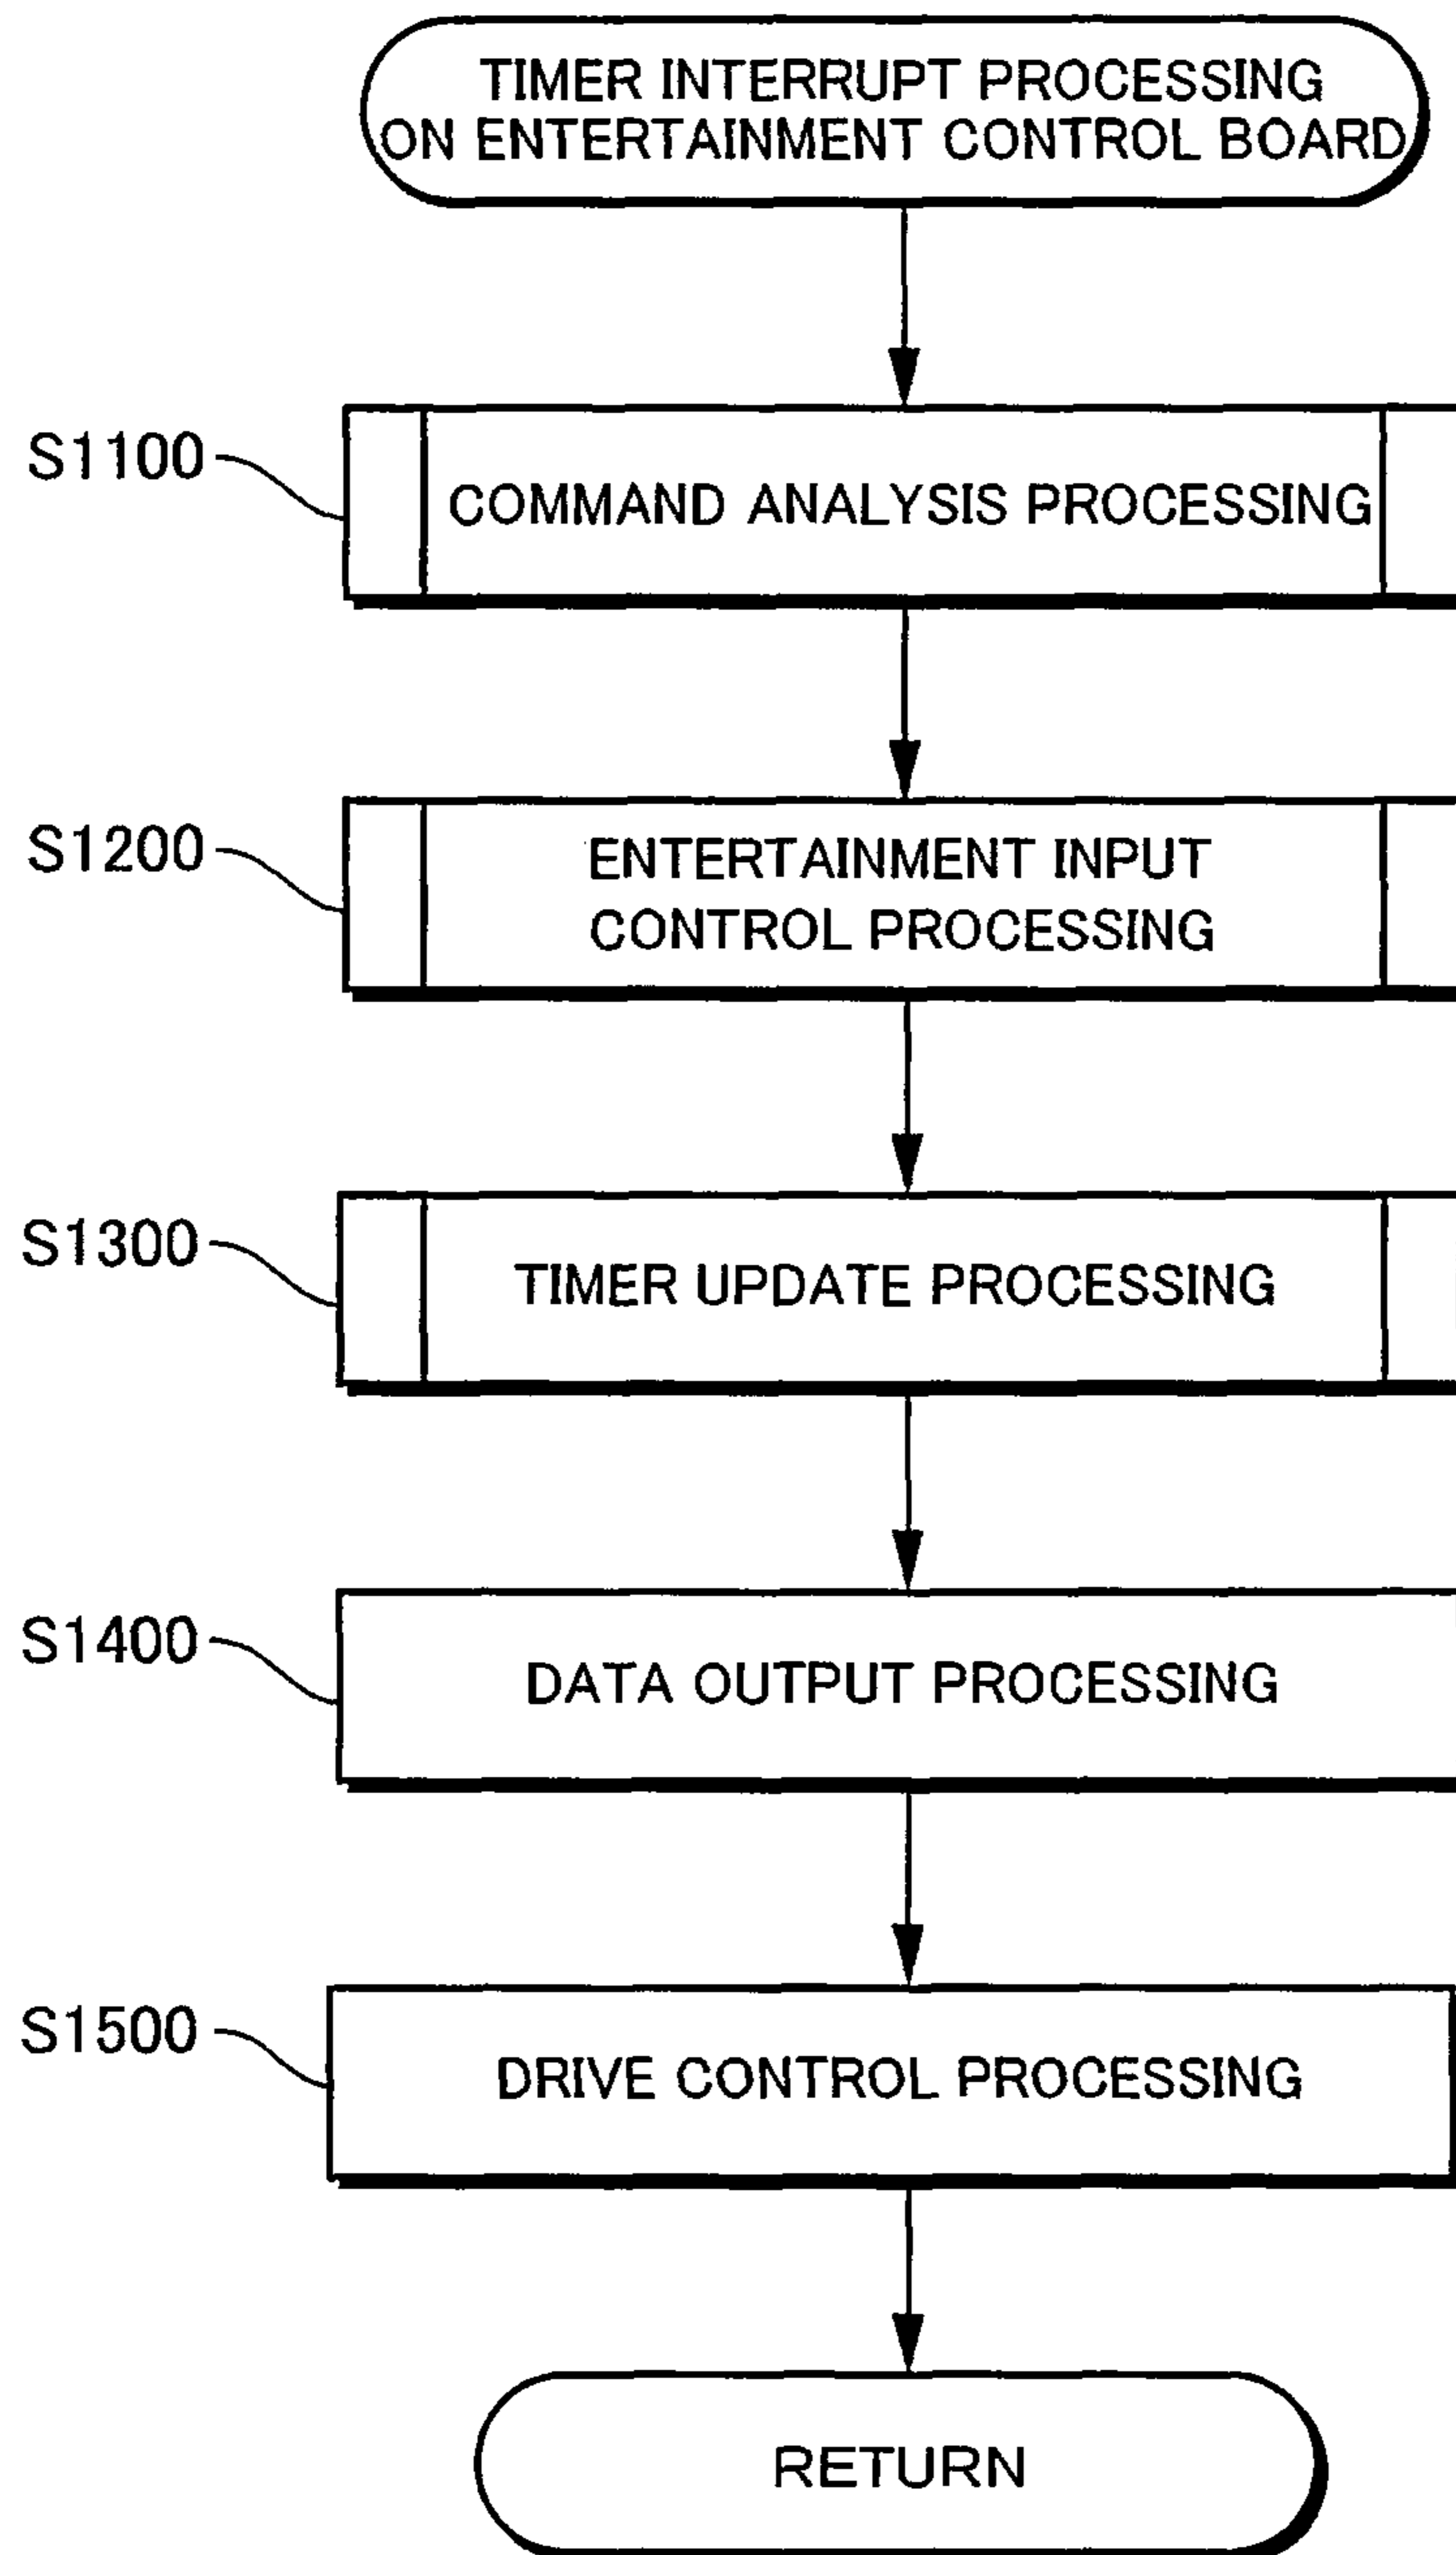 TIMER INTERRUPT PROCESSING
ON ENTERTAINMENT CONTROL BOARD
S1100
COMMAND ANALYSIS PROCESSING
S1200
ENTERTAINMENT INPUT
CONTROL PROCESSING
S1300
TIMER UPDATE PROCESSING
S1400
DATA OUTPUT PROCESSING
S1500
DRIVE CONTROL PROCESSING
RETURN